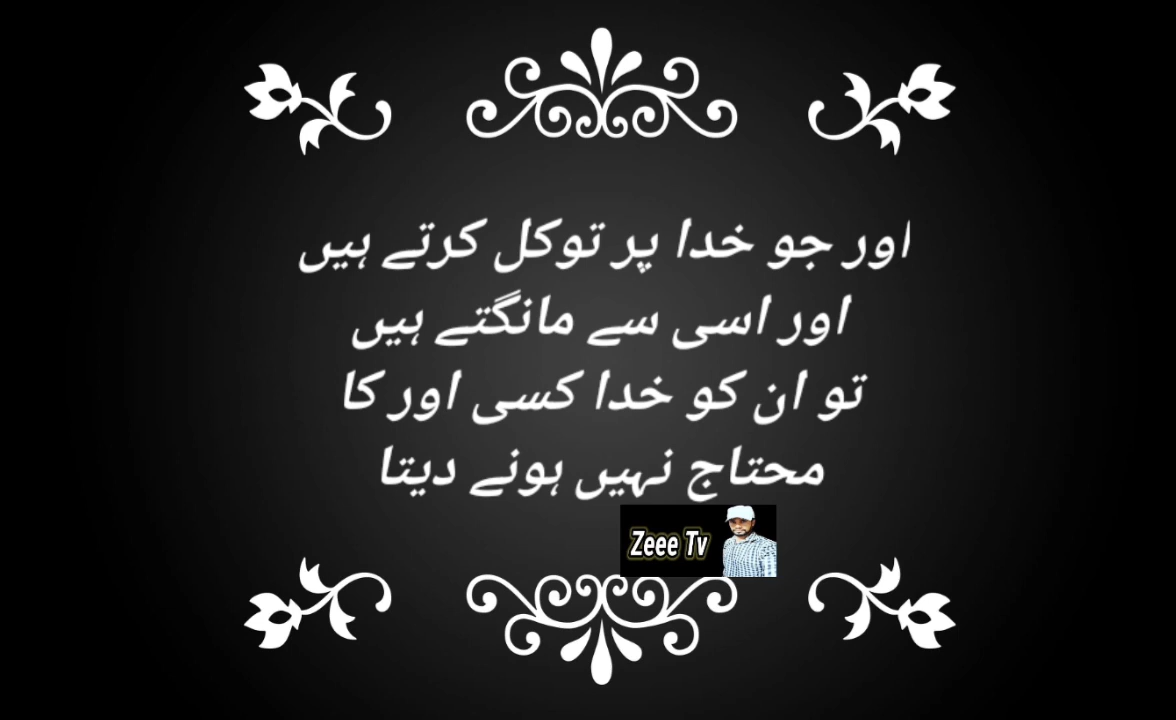 اور جو خدا پر توکل کرتے ہیں
اور اسی سے مانگتے ہیں
تو ان کو خدا کسی اور کا
محتاج نہیں ہونے دیتا
Zeee Tv